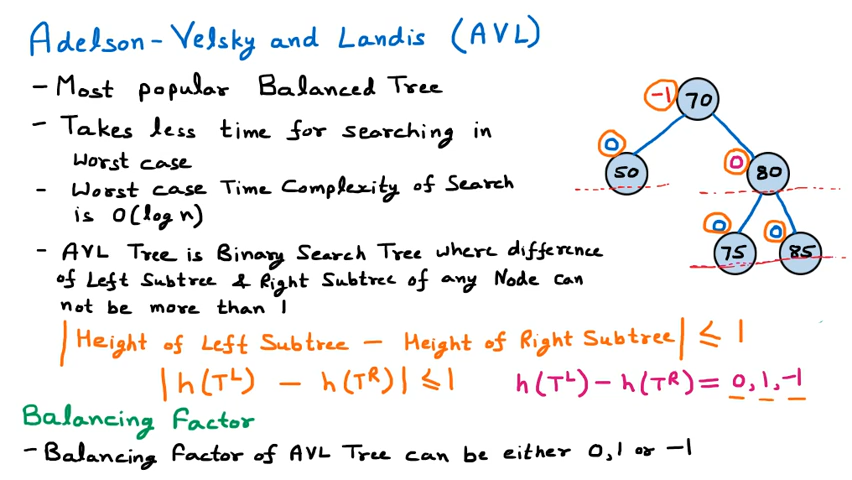 Adelson-Velsky and Landis (AVL)
- Most popular Balanced Tree
- Takes less time for searching in
worst case
- Worst case Time Complexity of Search
is O(log n)
- AVL Tree is Binary Search Tree where difference
of Left Subtree & Right Subtree of any Node can
not be more than 1
|Height of Left Subtree - Height of Right Subtree| ≤ 1
|h(T^L) - h(T^R)| ≤ 1
h(T^L) - h(T^R) = 0, 1, -1
Balancing Factor
- Balancing Factor of AVL Tree can be either 0, 1 or -1
-1 70
0 50
0 80
0 75
0 85